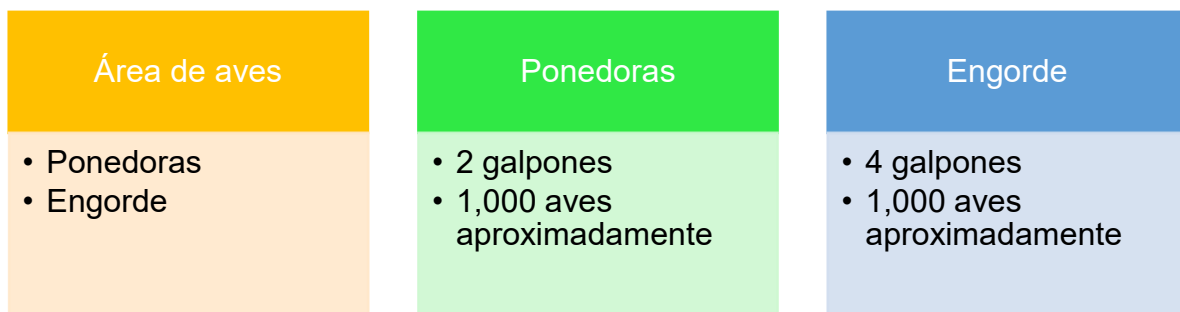 Área de aves
• Ponedoras
• Engorde
Ponedoras
• 2 galpones
• 1,000 aves
aproximadamente
Engorde
• 4 galpones
• 1,000 aves
aproximadamente